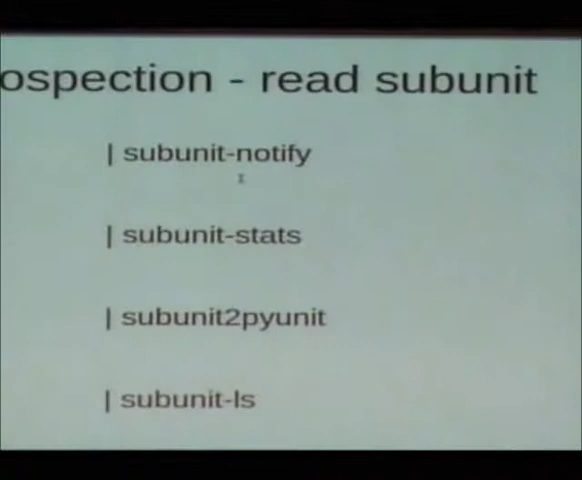 ospection - read subunit
| subunit-notify
| subunit-stats
| subunit2pyunit
| subunit-ls